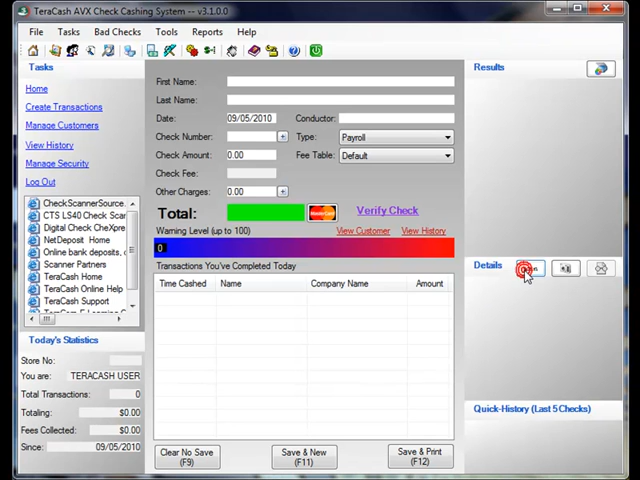 TeraCash AVX Check Cashing System -- v3.1.0.0
File Tasks Bad Checks Tools Reports Help
Tasks
Home
Create Transactions
Manage Customers
View History
Manage Security
Log Out
CheckScannerSource.
CTS LS40 Check Scar
Digital Check CheXpre
NetDeposit Home
Online bank deposits,
Scanner Partners
TeraCash Home
TeraCash Online Help
TeraCash Support
Today's Statistics
Store No:
You are: TERACASH USER
Total Transactions: 0
Totaling: $0.00
Fees Collected: $0.00
Since: 09/05/2010
First Name:
Last Name:
Date: 09/05/2010 Conductor:
Check Number: Type: Payroll
Check Amount: 0.00 Fee Table: Default
Check Fee:
Other Charges: 0.00
Total: MasterCard Verify Check
Warning Level (up to 100) View Customer View History
0
Transactions You've Completed Today
Time Cashed Name Company Name Amount
Clear No Save (F9)
Save & New (F11)
Save & Print (F12)
Results
Details
Quick-History (Last 5 Checks)